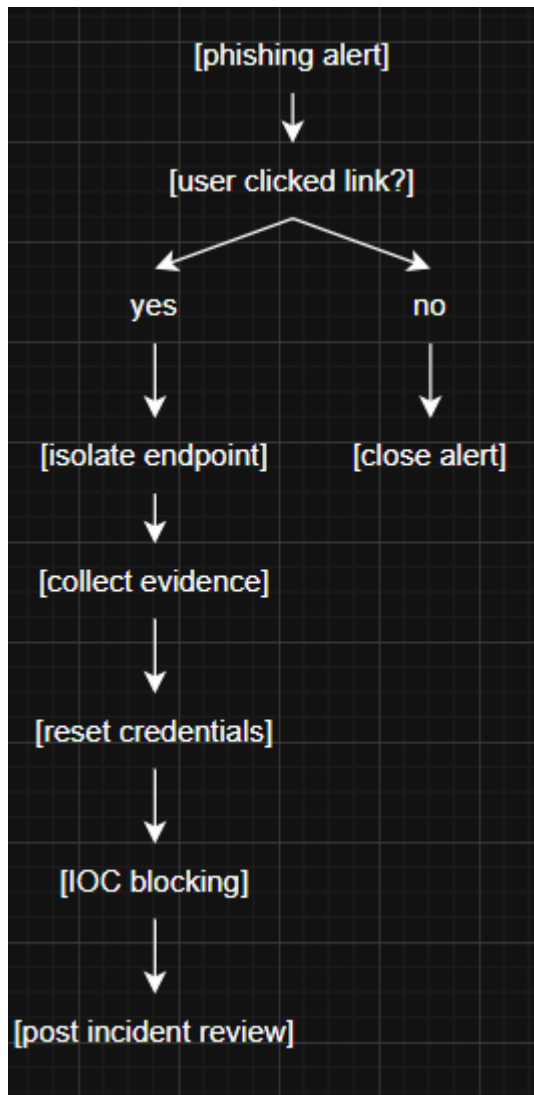 [phishing alert]
[user clicked link?]
yes no
[isolate endpoint] [close alert]
[collect evidence]
[reset credentials]
[IOC blocking]
[post incident review]